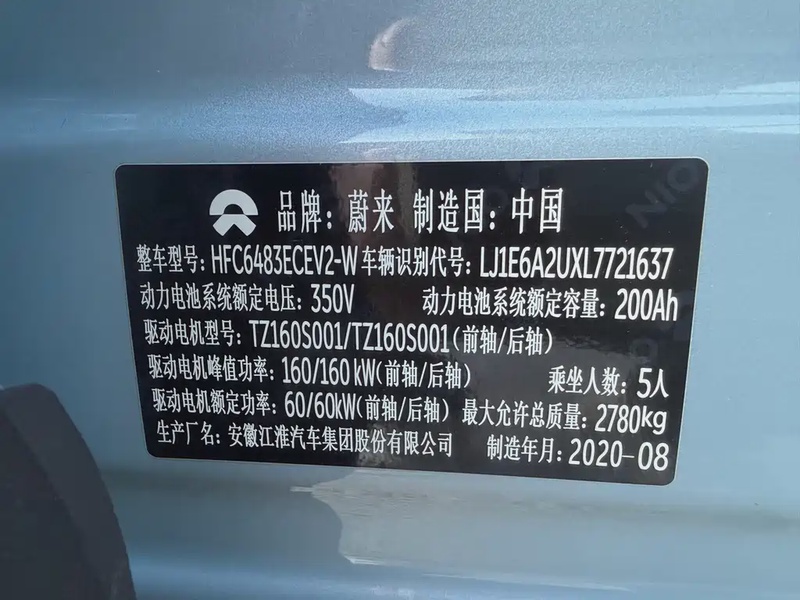 品牌：蔚来 制造国：中国
整车型号：HFC6483ECEV2-W 车辆识别代号：LJ1E6A2UXL7721637
动力电池系统额定电压：350V 动力电池系统额定容量：200Ah
驱动电机型号：TZ160S001/TZ160S001(前轴/后轴)
驱动电机峰值功率：160/160kW(前轴/后轴) 乘坐人数：5人
驱动电机额定功率：60/60kW(前轴/后轴) 最大允许总质量：2780kg
生产厂名：安徽江淮汽车集团股份有限公司 制造年月：2020-08
NIO